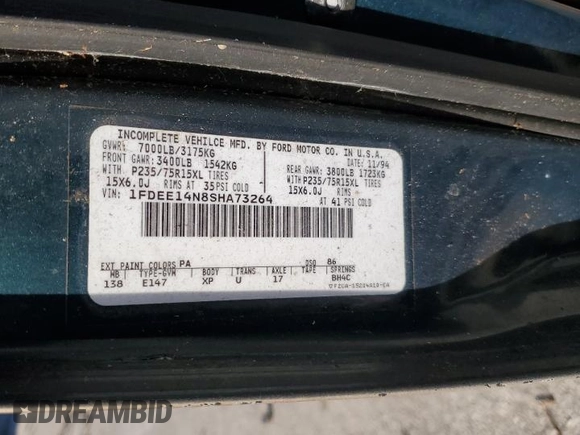 INCOMPLETE VEHILCE MFD. BY FORD MOTOR CO. IN U.S.A.
GVWR: 7000LB/3175KG DATE: 11/94
FRONT GAWR: 3400LB 1542KG REAR GAWR: 3800LB 1723KG
WITH P235/75R15XL TIRES WITH P235/75R15XL TIRES
15X6.0J RIMS AT 35PSI COLD 15X6.0J RIMS
VIN: 1FDEE14N8SHA73264 AT 41 PSI COLD
EXT PAINT COLORS PA DSO 86
WB TYPE-GVW BODY TRANS AXLE TAPE SPRINGS
138 E147 XP U 17 BH4C
DREAMBID